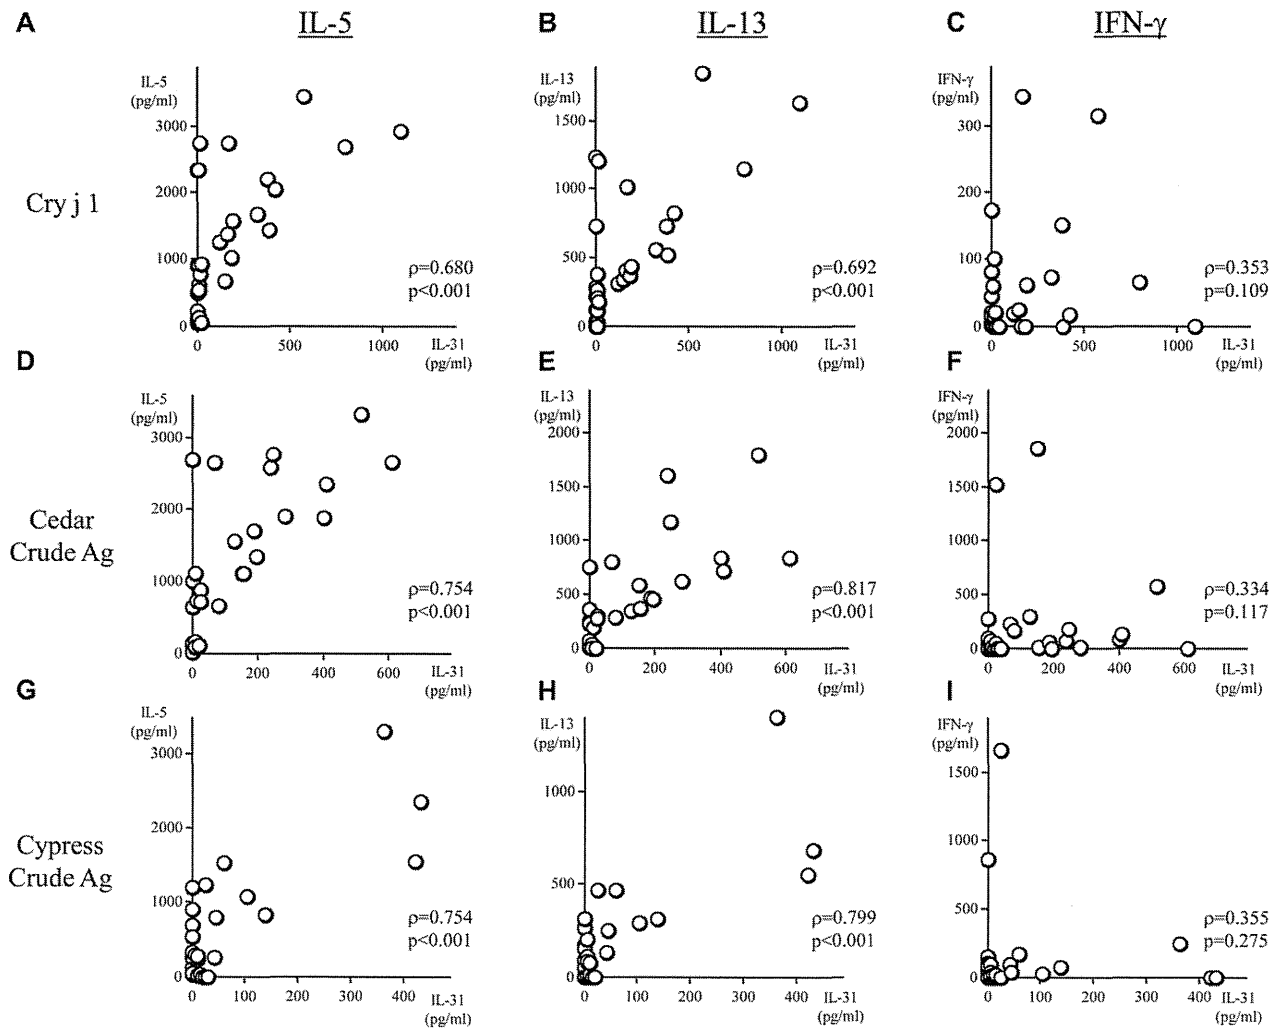 A IL-5
B IL-13
C IFN-γ
Cry j 1
IL-5
(pg/ml)
3000
2000
1000
0
0 500 1000 IL-31
(pg/ml)
ρ=0.680
p<0.001
IL-13
(pg/ml)
1500
1000
500
0
0 500 1000 IL-31
(pg/ml)
ρ=0.692
p<0.001
IFN-γ
(pg/ml)
300
200
100
0
0 500 1000 IL-31
(pg/ml)
ρ=0.353
p=0.109
Cedar
Crude Ag
D
IL-5
(pg/ml)
3000
2000
1000
0
0 200 400 600 IL-31
(pg/ml)
ρ=0.754
p<0.001
E
IL-13
(pg/ml)
2000
1500
1000
500
0
0 200 400 600 IL-31
(pg/ml)
ρ=0.817
p<0.001
F
IFN-γ
(pg/ml)
2000
1500
1000
500
0
0 200 400 600 IL-31
(pg/ml)
ρ=0.334
p=0.117
Cypress
Crude Ag
G
IL-5
(pg/ml)
3000
2000
1000
0
0 100 200 300 400 IL-31
(pg/ml)
ρ=0.754
p<0.001
H
IL-13
(pg/ml)
1000
500
0
0 100 200 300 400 IL-31
(pg/ml)
ρ=0.799
p<0.001
I
IFN-γ
(pg/ml)
1500
1000
500
0
0 100 200 300 400 IL-31
(pg/ml)
ρ=0.355
p=0.275